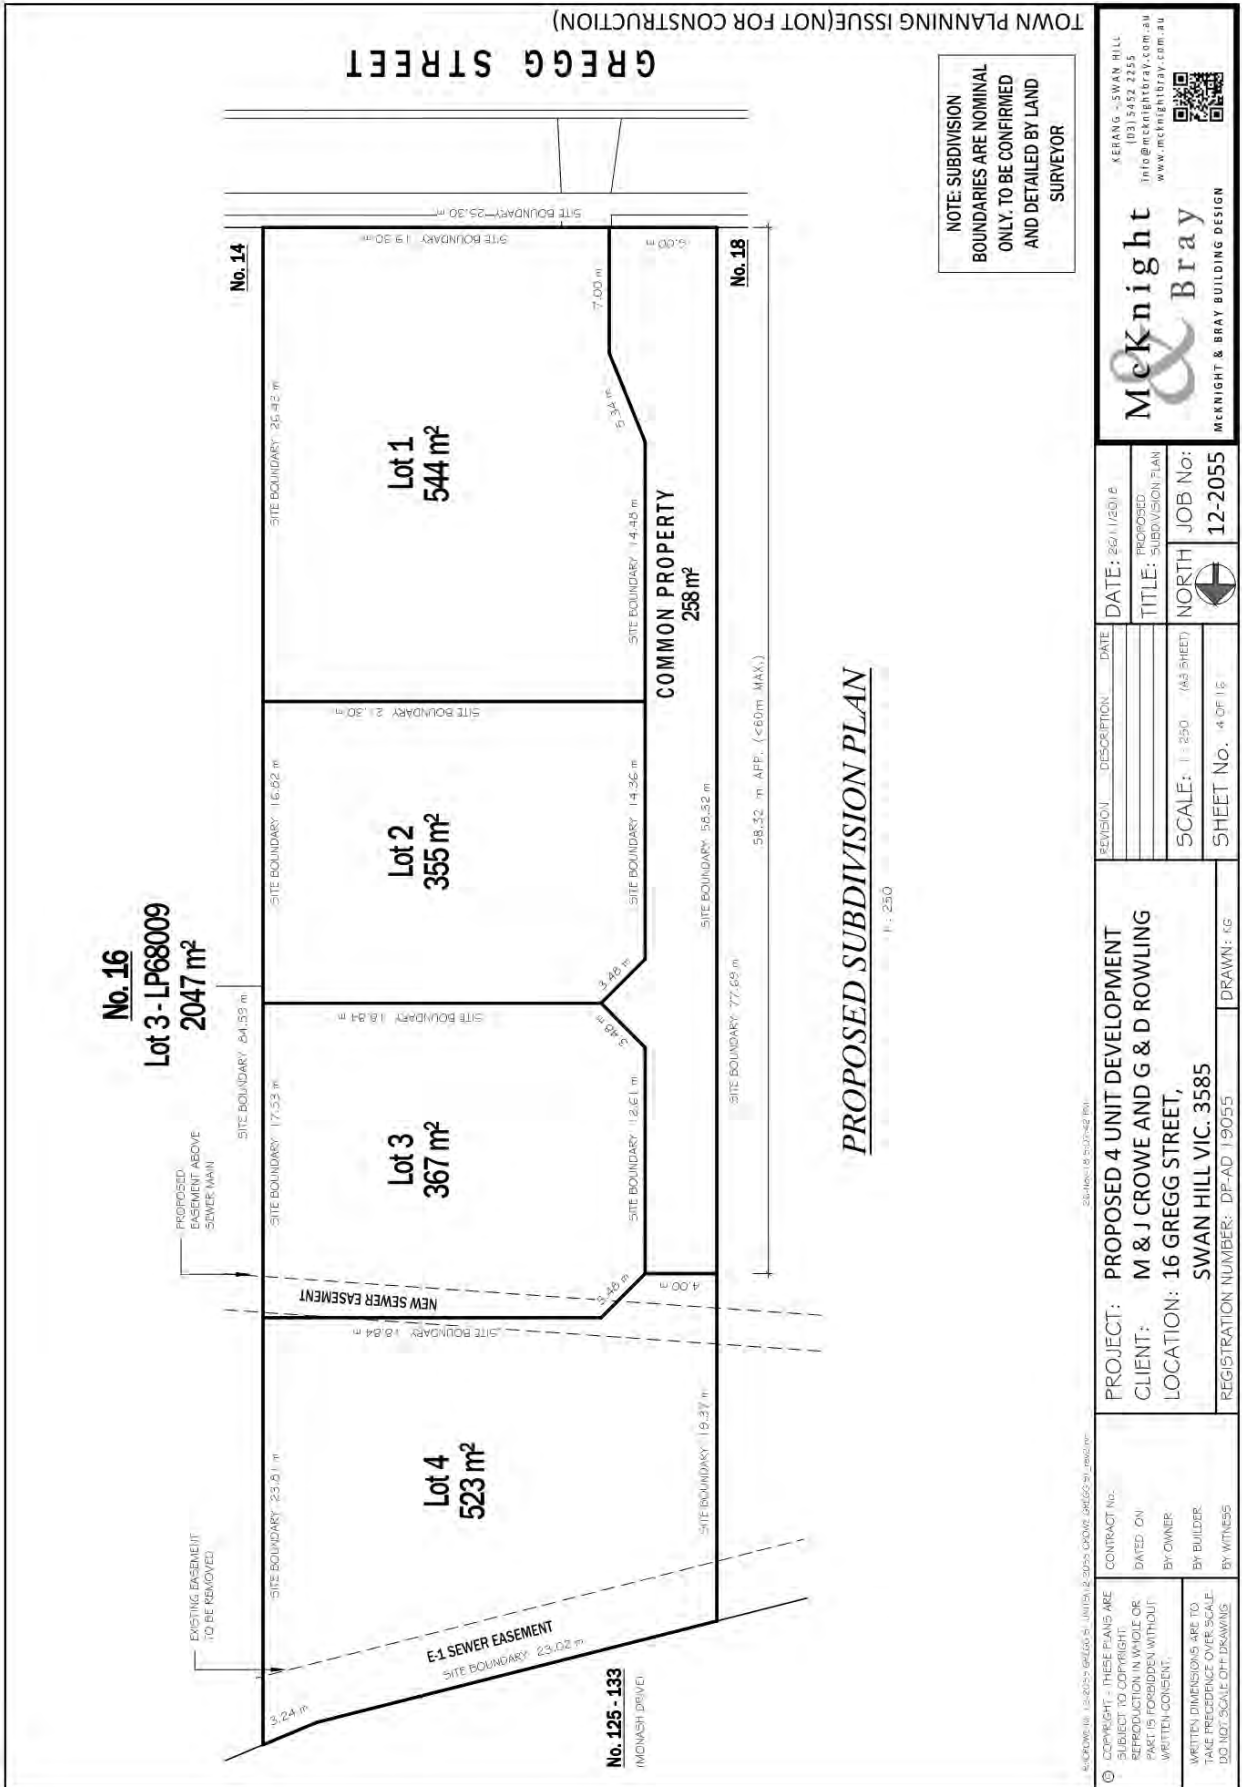 TOWN PLANNING ISSUE(NOT FOR CONSTRUCTION)
GREGG STREET
No. 16
Lot 3 - LP68009
2047 m²
No. 14
No. 18
No. 125 - 133
(MONASH DRIVE)
EXISTING EASEMENT
TO BE REMOVED
PROPOSED
EASEMENT ABOVE
SEWER MAIN
SITE BOUNDARY 84.59 m
SITE BOUNDARY 23.81 m
SITE BOUNDARY 17.53 m
SITE BOUNDARY 16.62 m
SITE BOUNDARY 26.43 m
3.24 m
E-1 SEWER EASEMENT
SITE BOUNDARY 23.02 m
Lot 4
523 m²
SITE BOUNDARY 19.37 m
SITE BOUNDARY 18.84 m
NEW SEWER EASEMENT
3.48 m
4.00 m
Lot 3
367 m²
SITE BOUNDARY 12.61 m
SITE BOUNDARY 18.84 m
3.48 m
3.48 m
Lot 2
355 m²
SITE BOUNDARY 14.36 m
SITE BOUNDARY 21.30 m
Lot 1
544 m²
SITE BOUNDARY 14.48 m
5.34 m
7.00 m
SITE BOUNDARY 19.30 m
SITE BOUNDARY 25.30 m
6.00 m
COMMON PROPERTY
258 m²
SITE BOUNDARY 58.32 m
SITE BOUNDARY 77.69 m
58.32 m APP. (<60m MAX.)
PROPOSED SUBDIVISION PLAN
1 : 250
NOTE: SUBDIVISION
BOUNDARIES ARE NOMINAL
ONLY. TO BE CONFIRMED
AND DETAILED BY LAND
SURVEYOR
© COPYRIGHT - THESE PLANS ARE
SUBJECT TO COPYRIGHT.
REPRODUCTION IN WHOLE OR
PART IS FORBIDDEN WITHOUT
WRITTEN CONSENT.
WRITTEN DIMENSIONS ARE TO
TAKE PRECEDENCE OVER SCALE.
DO NOT SCALE OFF DRAWING
CONTRACT No.
DATED ON
BY OWNER
BY BUILDER
BY WITNESS
PROJECT: PROPOSED 4 UNIT DEVELOPMENT
CLIENT: M & J CROWE AND G & D ROWLING
LOCATION: 16 GREGG STREET,
SWAN HILL VIC. 3585
REGISTRATION NUMBER: DP-AD 19055
DRAWN: KG
REVISION DESCRIPTION DATE
SCALE: 1 : 250 (A3 SHEET)
SHEET No. 4 OF 16
DATE: 26/11/2018
TITLE: PROPOSED
SUBDIVISION PLAN
NORTH
JOB No:
12-2055
KERANG - SWAN HILL
(03) 5452 2255
info@mcknightbray.com.au
www.mcknightbray.com.au
McKnight
& Bray
McKNIGHT & BRAY BUILDING DESIGN